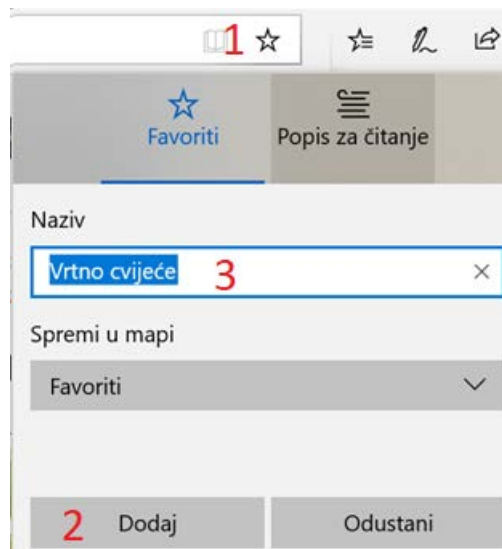 1
Favoriti Popis za čitanje
Naziv
Vrtno cvijeće 3
Spremi u mapi
Favoriti
2 Dodaj Odustani